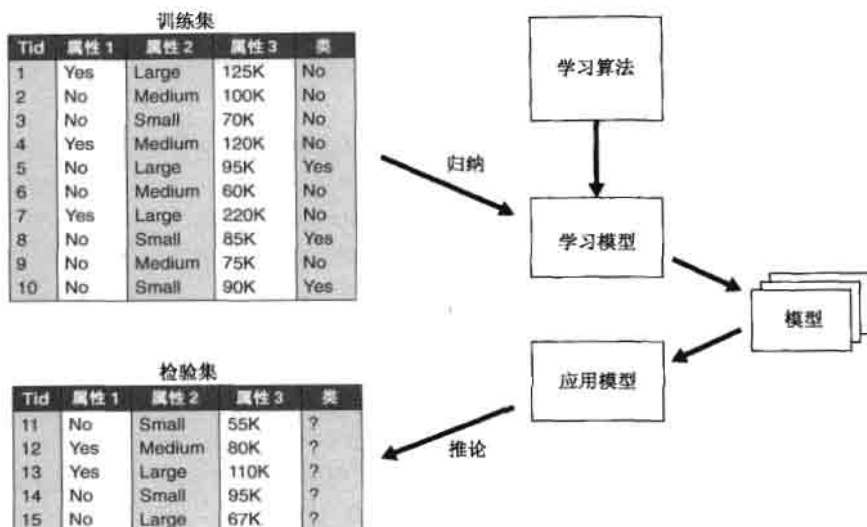 训练集
Tid 属性 1 属性 2 属性 3 类
1 Yes Large 125K No
2 No Medium 100K No
3 No Small 70K No
4 Yes Medium 120K No
5 No Large 95K Yes
6 No Medium 60K No
7 Yes Large 220K No
8 No Small 85K Yes
9 No Medium 75K No
10 No Small 90K Yes
学习算法
归纳
学习模型
模型
应用模型
推论
检验集
Tid 属性 1 属性 2 属性 3 类
11 No Small 55K ?
12 Yes Medium 80K ?
13 Yes Large 110K ?
14 No Small 95K ?
15 No Large 67K ?